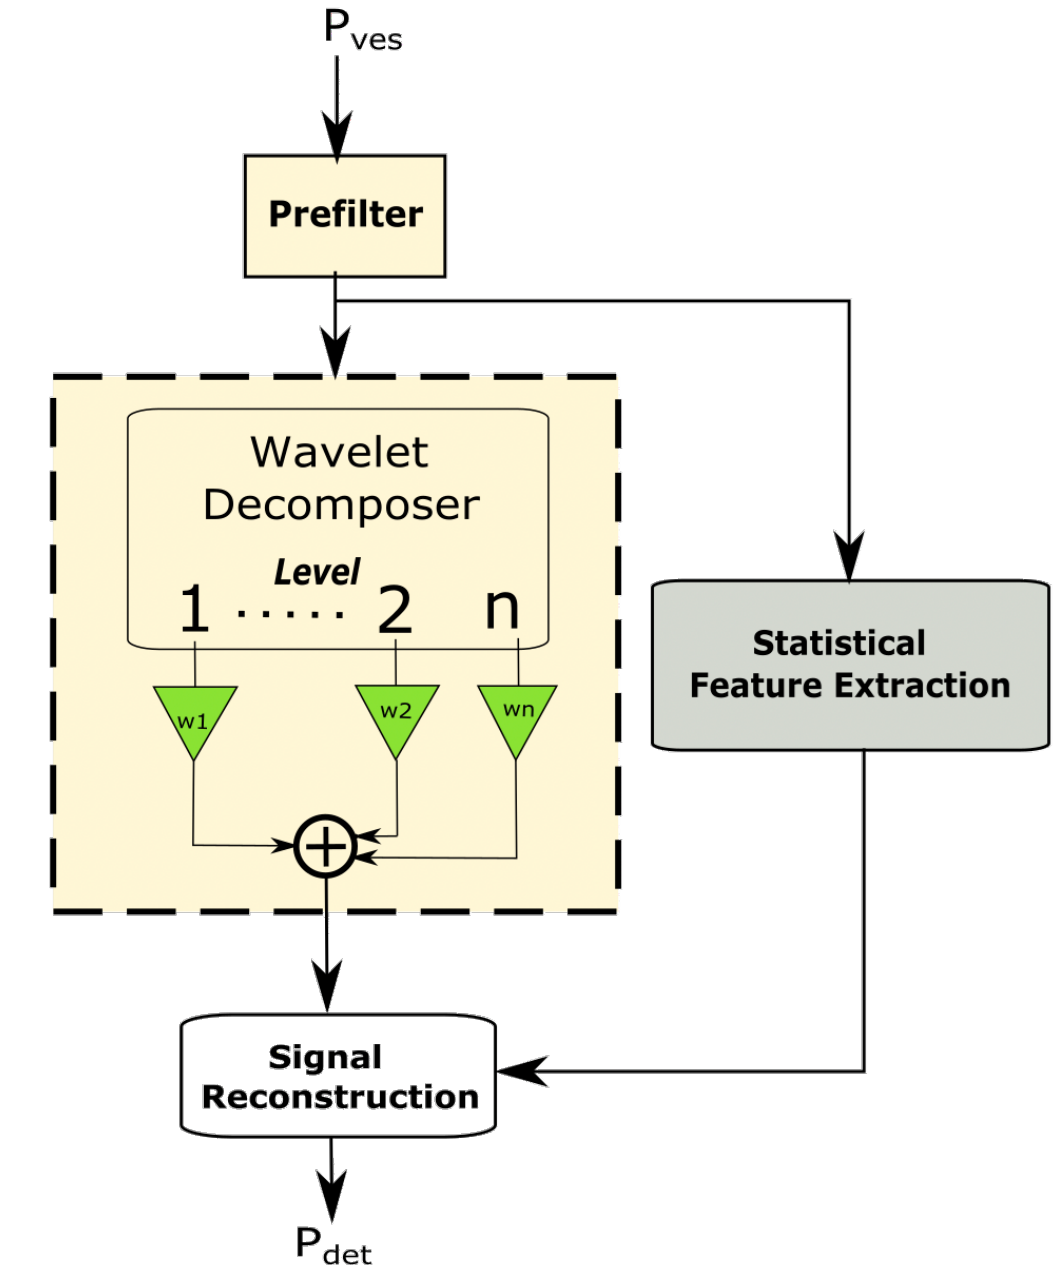 Pves
Prefilter
Wavelet
Decomposer
Level
1 ..... 2 n
w1 w2 wn
Statistical
Feature Extraction
Signal
Reconstruction
Pdet